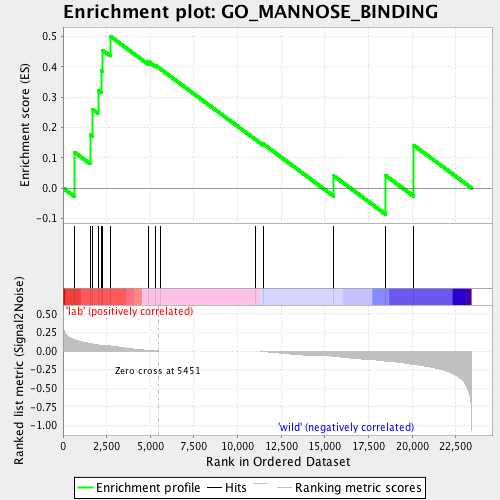 Enrichment plot: GO_MANNOSE_BINDING
Enrichment score (ES)
0.5
0.4
0.3
0.2
0.1
0.0
-0.1
'lab' (positively correlated)
Ranked list metric (Signal2Noise)
0.50
0.25
0.00
-0.25
-0.50
-0.75
-1.00
Zero cross at 5451
'wild' (negatively correlated)
0 2,500 5,000 7,500 10,000 12,500 15,000 17,500 20,000 22,500
Rank in Ordered Dataset
Enrichment profile Hits Ranking metric scores